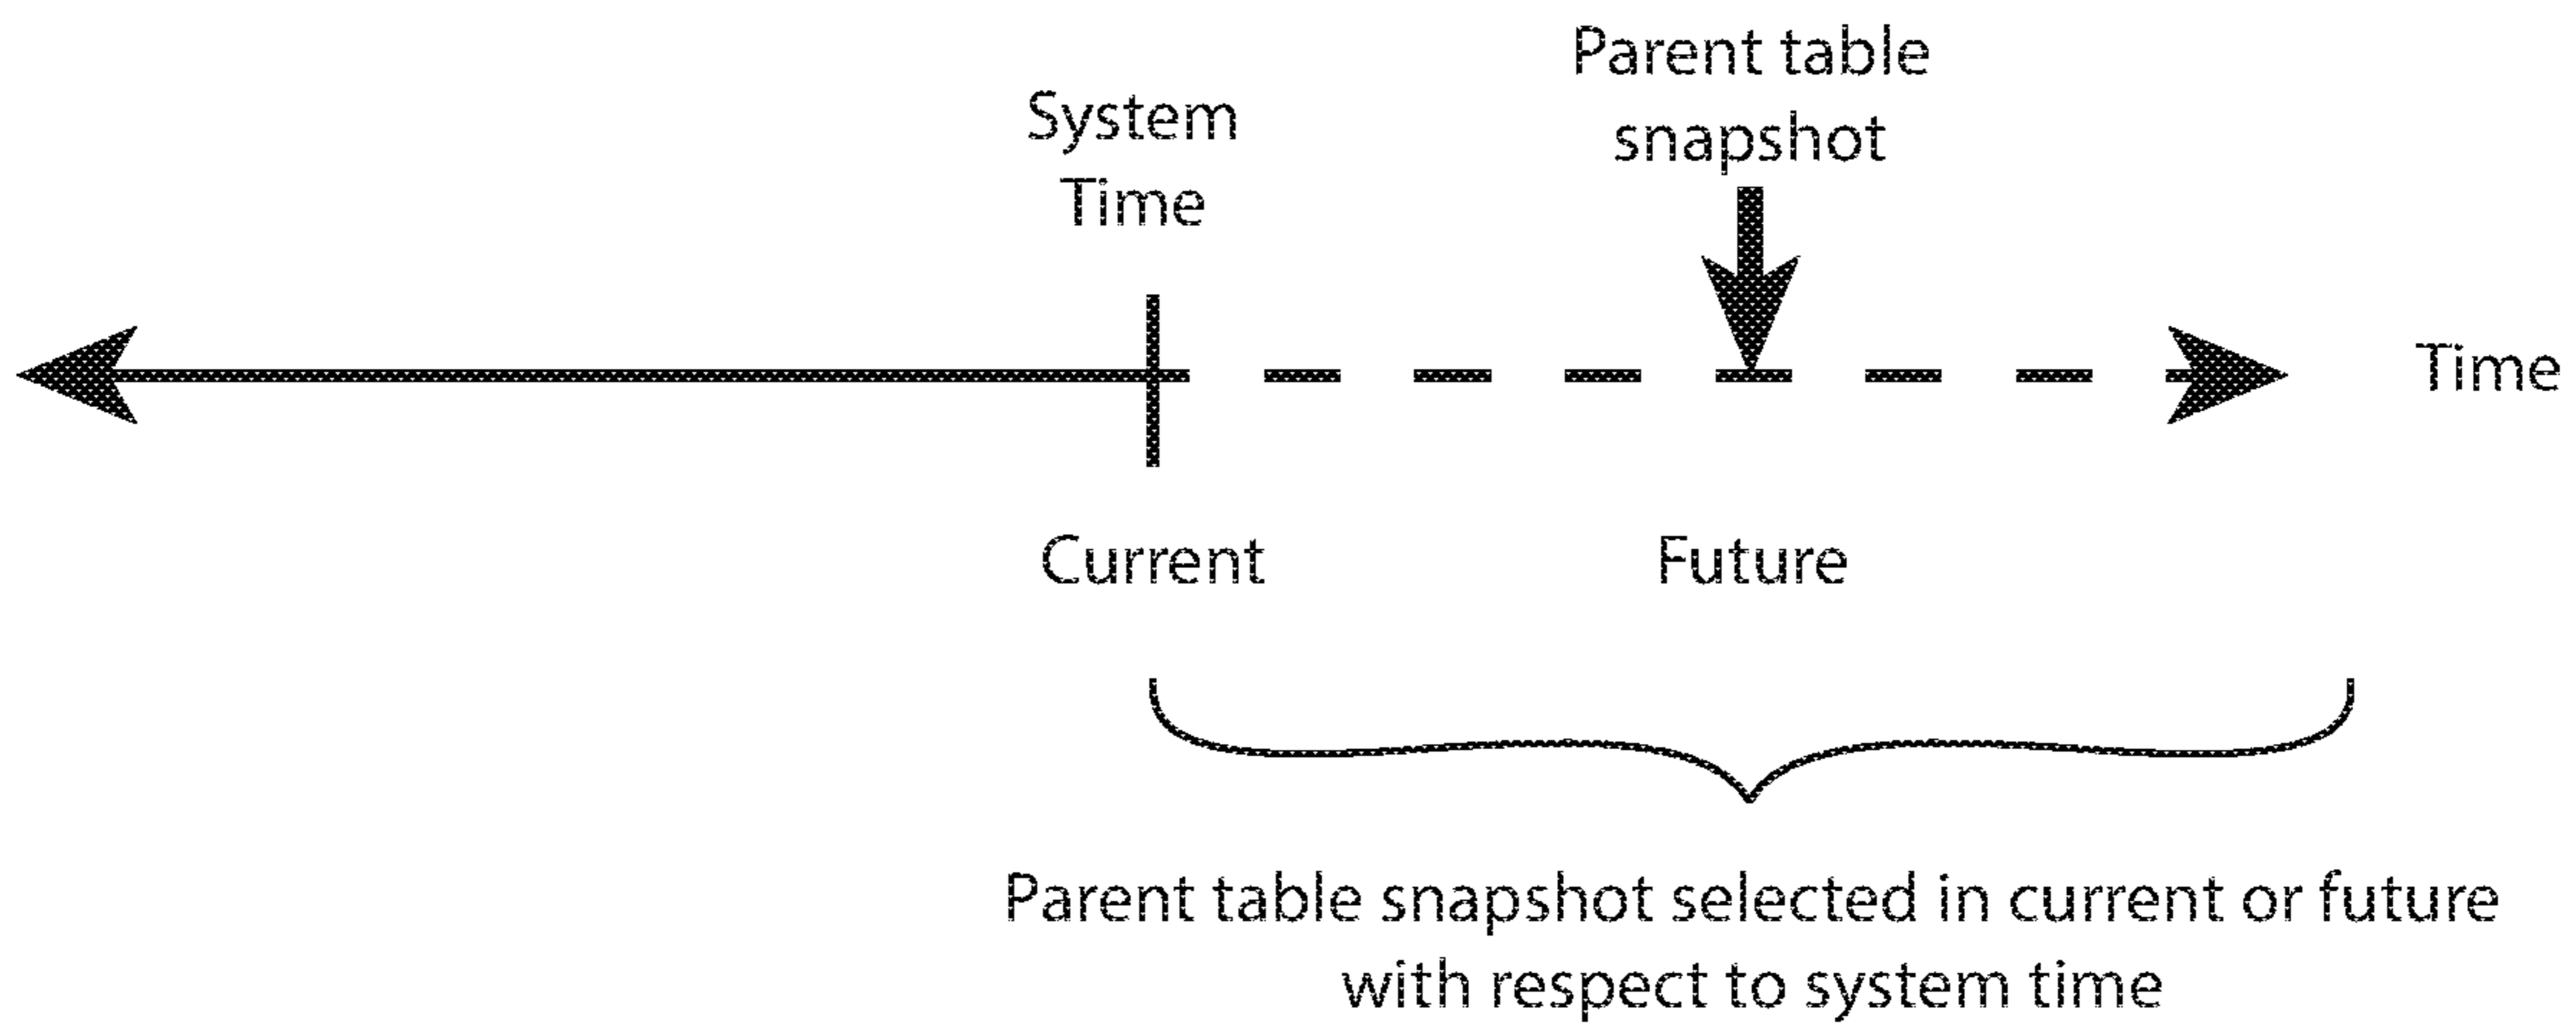 Parent table
snapshot
System
Time
Time
Current
Future
Parent table snapshot selected in current or future
with respect to system time